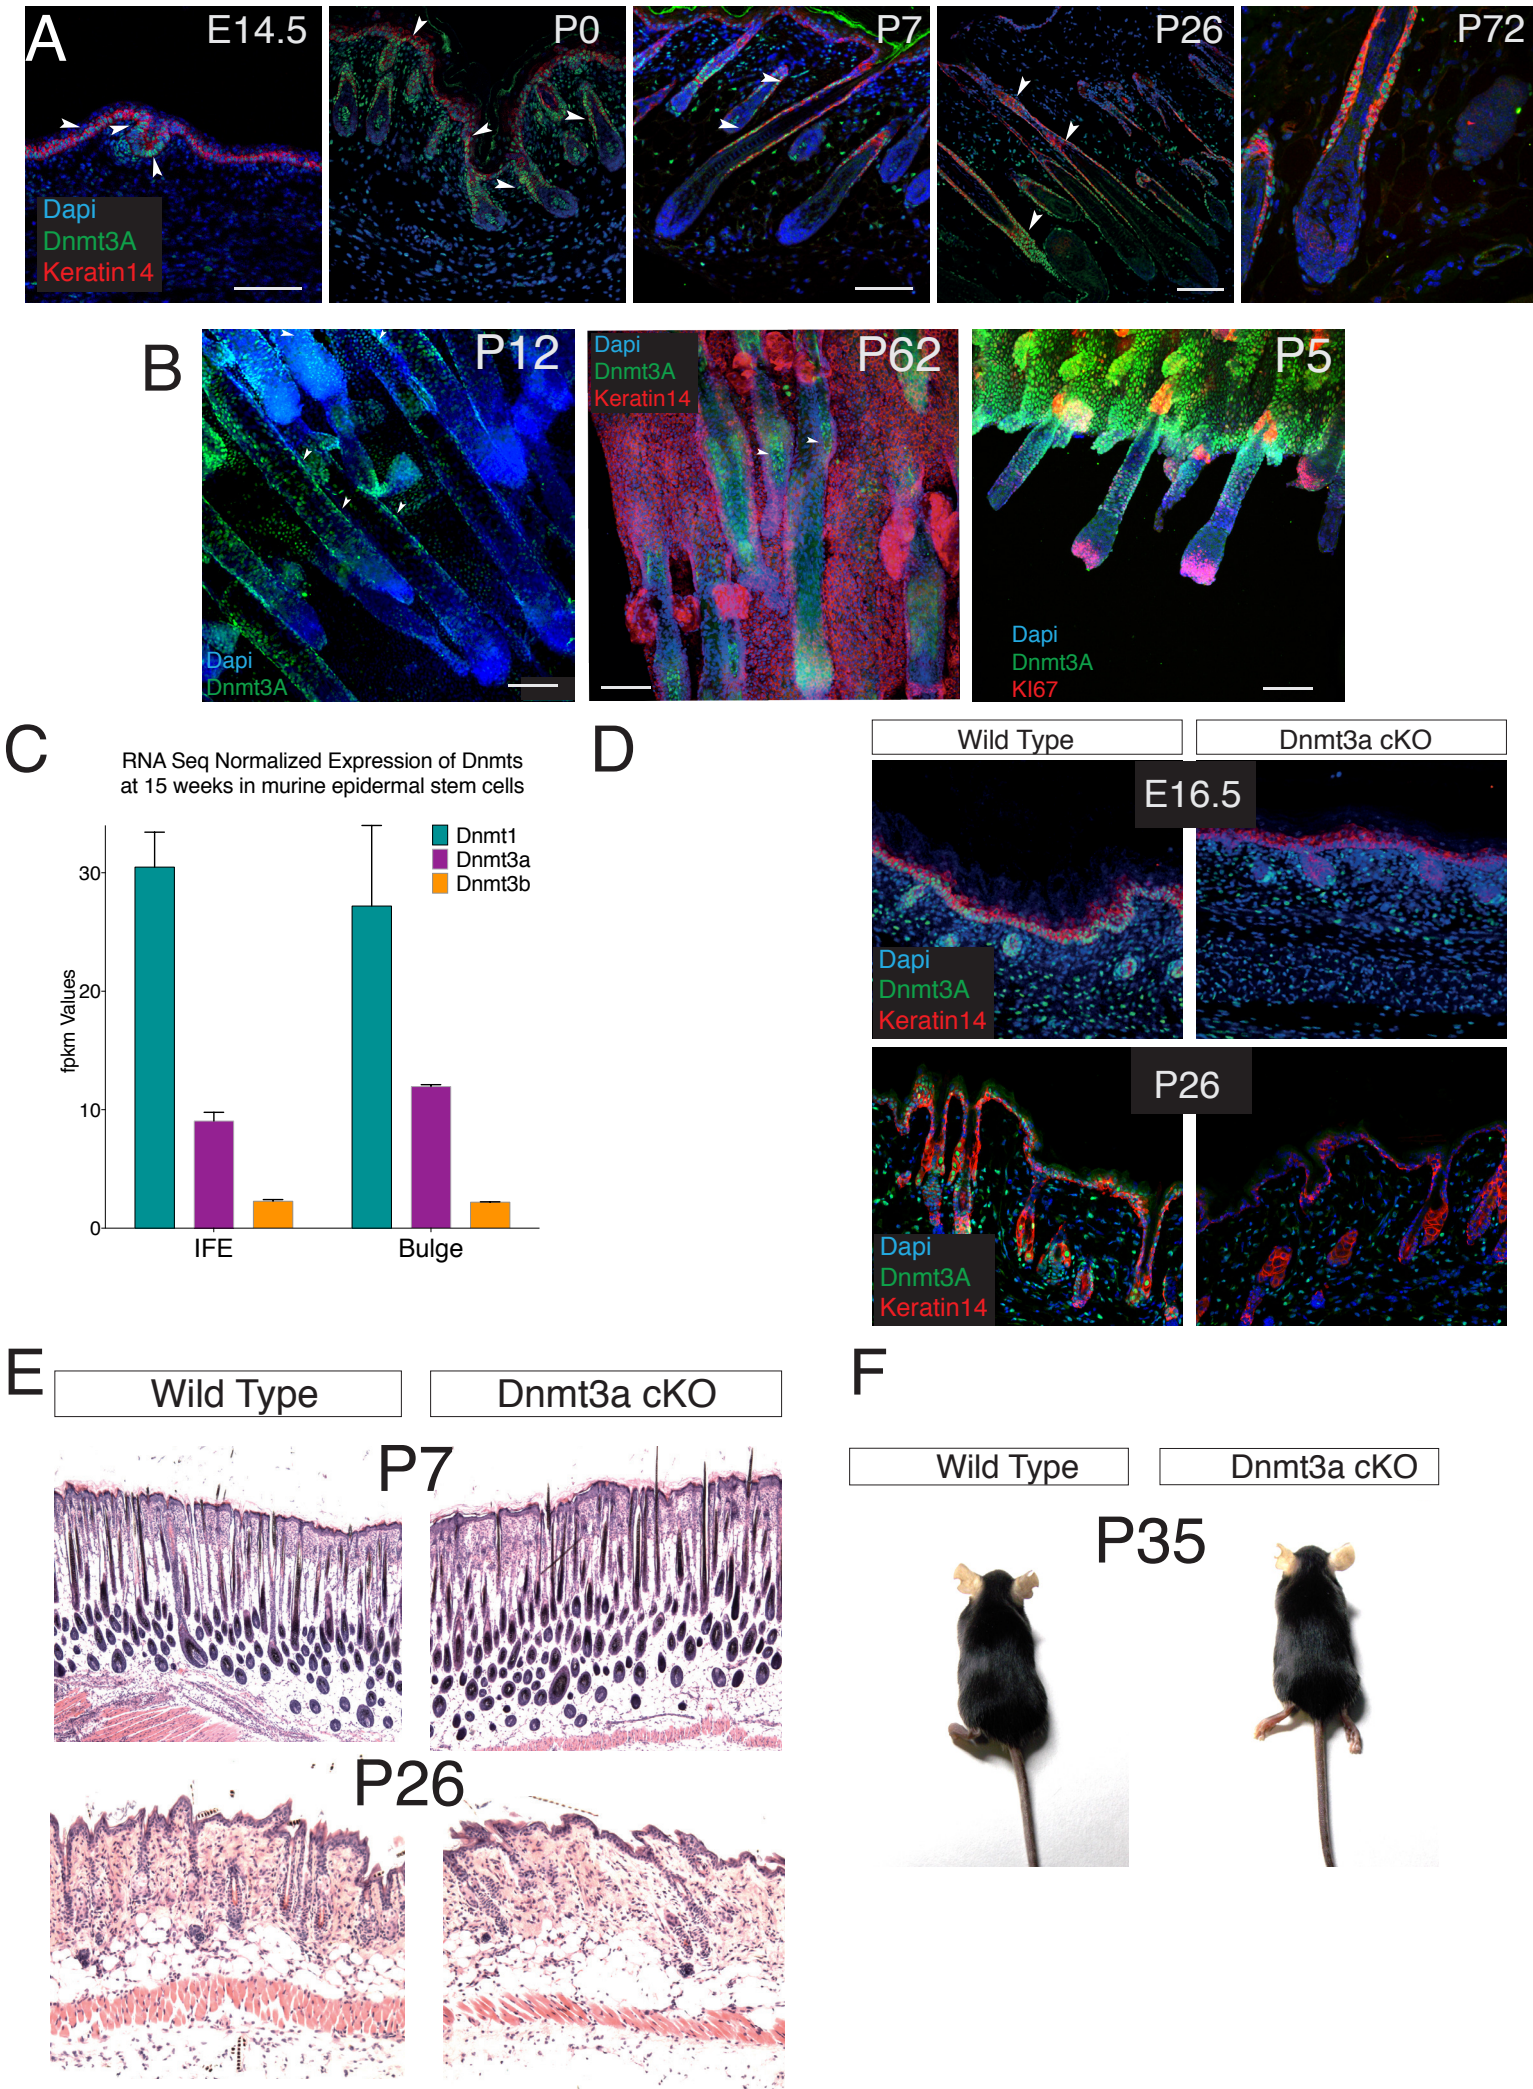 A
E14.5
P0
P7
P26
P72
Dapi
Dnmt3A
Keratin14
B
P12
Dapi
Dnmt3A
Dapi
Dnmt3A
Keratin14
P62
P5
Dapi
Dnmt3A
KI67
C
RNA Seq Normalized Expression of Dnmts
at 15 weeks in murine epidermal stem cells
Dnmt1
Dnmt3a
Dnmt3b
fpkm Values
30
20
10
0
IFE
Bulge
D
Wild Type
Dnmt3a cKO
E16.5
Dapi
Dnmt3A
Keratin14
P26
Dapi
Dnmt3A
Keratin14
E
Wild Type
Dnmt3a cKO
P7
P26
F
Wild Type
Dnmt3a cKO
P35